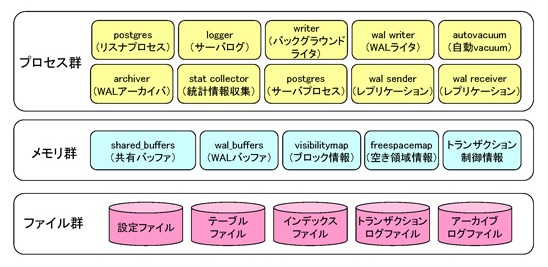 プロセス群
postgres
(リスナプロセス)
logger
(サーバログ)
writer
(バックグラウンド
ライタ)
wal writer
(WALライタ)
autovacuum
(自動vacuum)
archiver
(WALアーカイバ)
stat collector
(統計情報収集)
postgres
(サーバプロセス)
wal sender
(レプリケーション)
wal receiver
(レプリケーション)
メモリ群
shared_buffers
(共有バッファ)
wal_buffers
(WALバッファ)
visibilitymap
(ブロック情報)
freespacemap
(空き領域情報)
トランザクション
制御情報
ファイル群
設定ファイル
テーブル
ファイル
インデックス
ファイル
トランザクション
ログファイル
アーカイブ
ログファイル